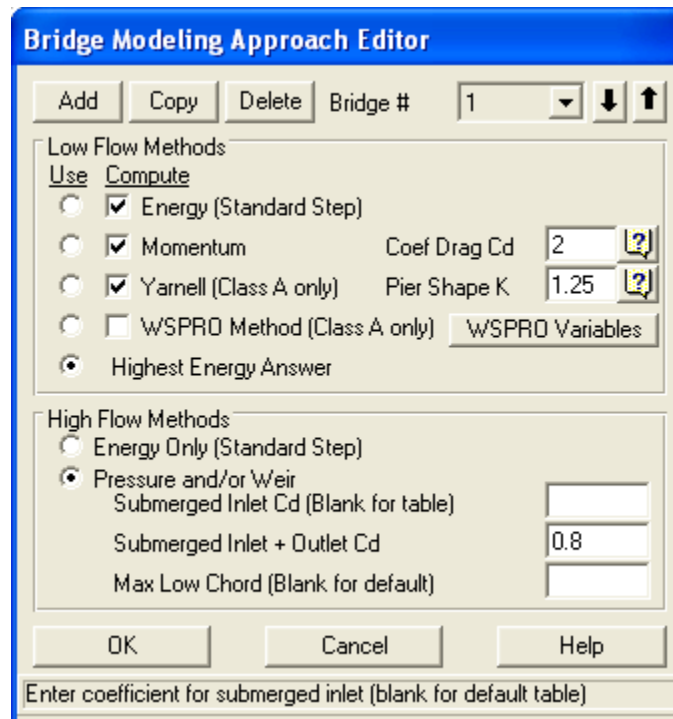 Bridge Modeling Approach Editor
Add Copy Delete Bridge # 1
Low Flow Methods
Use Compute
Energy (Standard Step)
Momentum Coef Drag Cd 2 ?
Yarnell (Class A only) Pier Shape K 1.25 ?
WSPRO Method (Class A only) WSPRO Variables
Highest Energy Answer
High Flow Methods
Energy Only (Standard Step)
Pressure and/or Weir
Submerged Inlet Cd (Blank for table)
Submerged Inlet + Outlet Cd 0.8
Max Low Chord (Blank for default)
OK Cancel Help
Enter coefficient for submerged inlet (blank for default table)